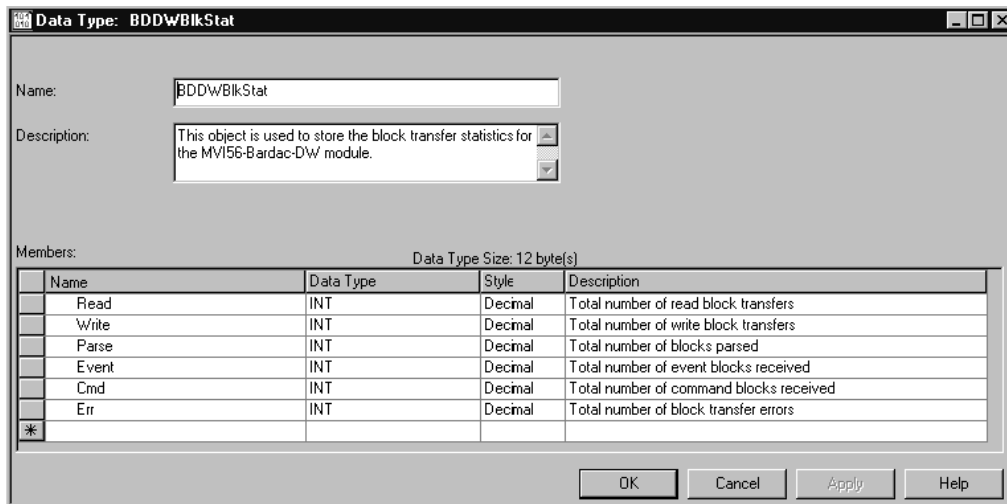 Data Type: BDDWBlkStat
Name: BDDWBlkStat
Description: This object is used to store the block transfer statistics for
the MVI56-Bardac-DW module.
Members: Data Type Size: 12 byte(s)
Name Data Type Style Description
Read INT Decimal Total number of read block transfers
Write INT Decimal Total number of write block transfers
Parse INT Decimal Total number of blocks parsed
Event INT Decimal Total number of event blocks received
Cmd INT Decimal Total number of command blocks received
Err INT Decimal Total number of block transfer errors
OK Cancel Apply Help